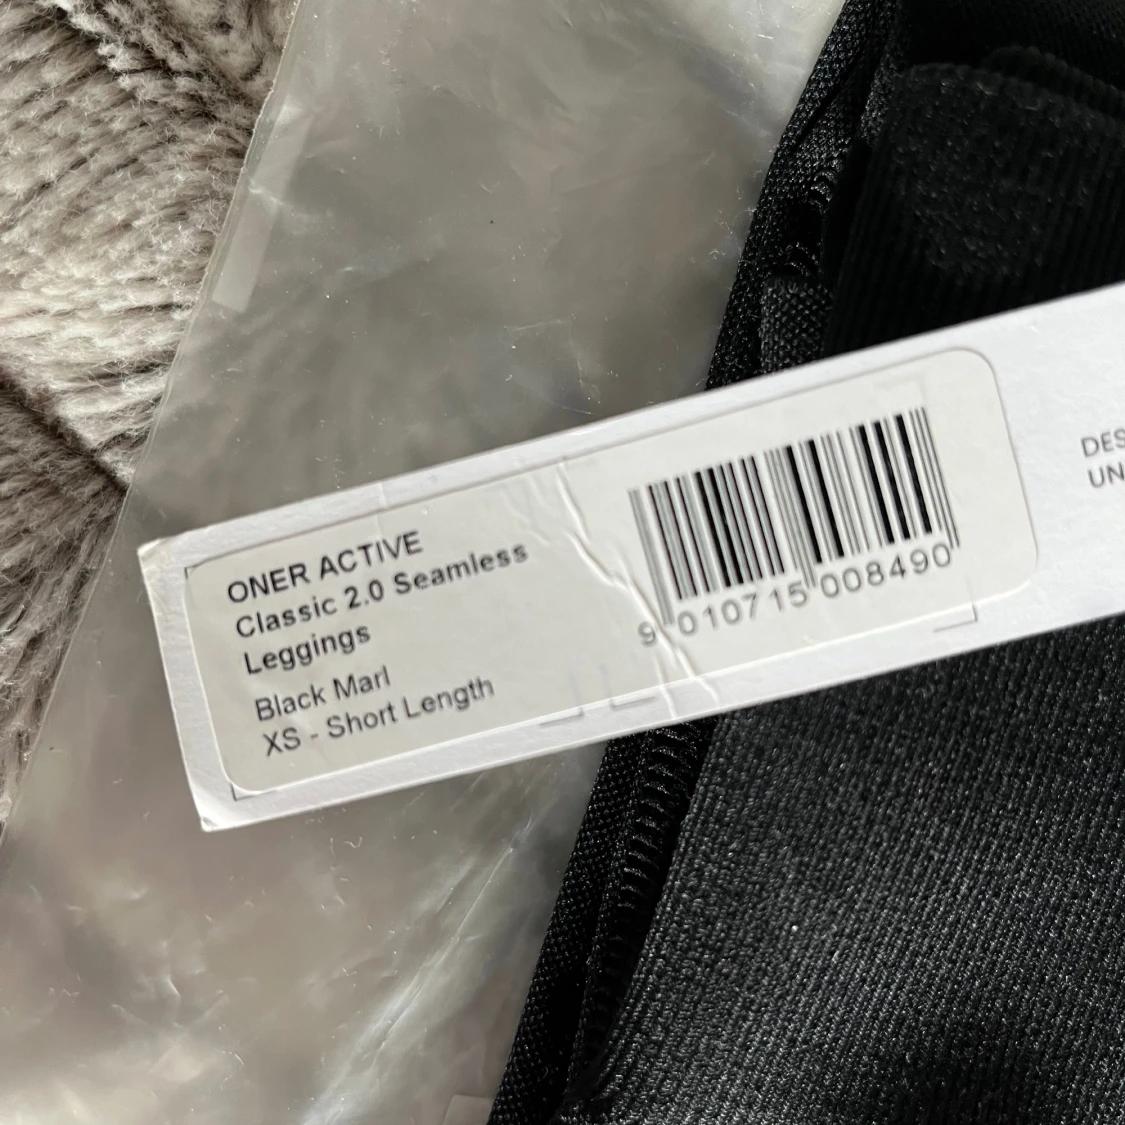 ONER ACTIVE
Classic 2.0 Seamless
Leggings
Black Marl
XS - Short Length
9 010715 008490
DES
UN